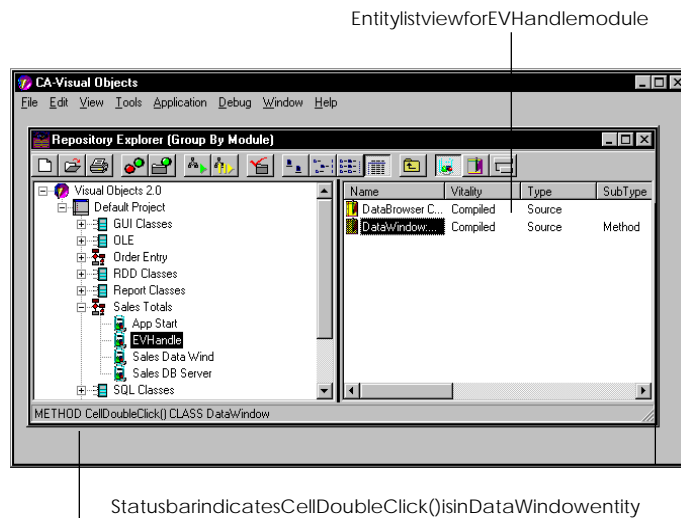 EntitylistviewforEVHandlemodule
CA-Visual Objects
File Edit View Tools Application Debug Window Help
Repository Explorer (Group By Module)
Visual Objects 2.0
Default Project
GUI Classes
OLE
Order Entry
RDD Classes
Report Classes
Sales Totals
App Start
EVHandle
Sales Data Wind
Sales DB Server
SQL Classes
Name Vitality Type SubType
DataBrowser C... Compiled Source
DataWindow:... Compiled Source Method
METHOD CellDoubleClick() CLASS DataWindow
StatusbarindicatesCellDoubleClick()isinDataWindowentity